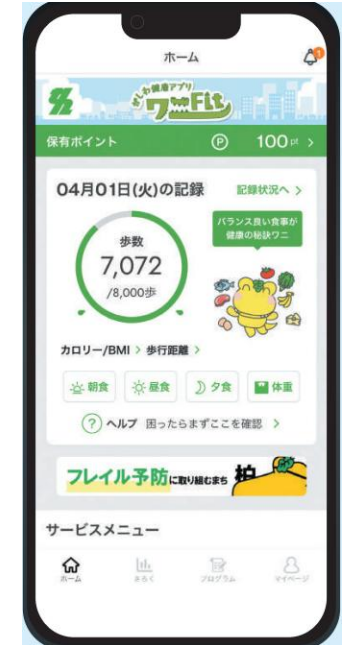 ホーム
1
かしわ健康アプリ
ワニFit
保有ポイント P 100pt >
04月01日(火)の記録 記録状況へ >
バランス良い食事が
健康の秘訣ワニ
歩数
7,072
/8,000歩
カロリー/BMI > 歩行距離 >
朝食 昼食 夕食 体重
? ヘルプ 困ったらまずここを確認 >
フレイル予防に取り組むまち 柏
サービスメニュー
ホーム きろく プログラム マイページ